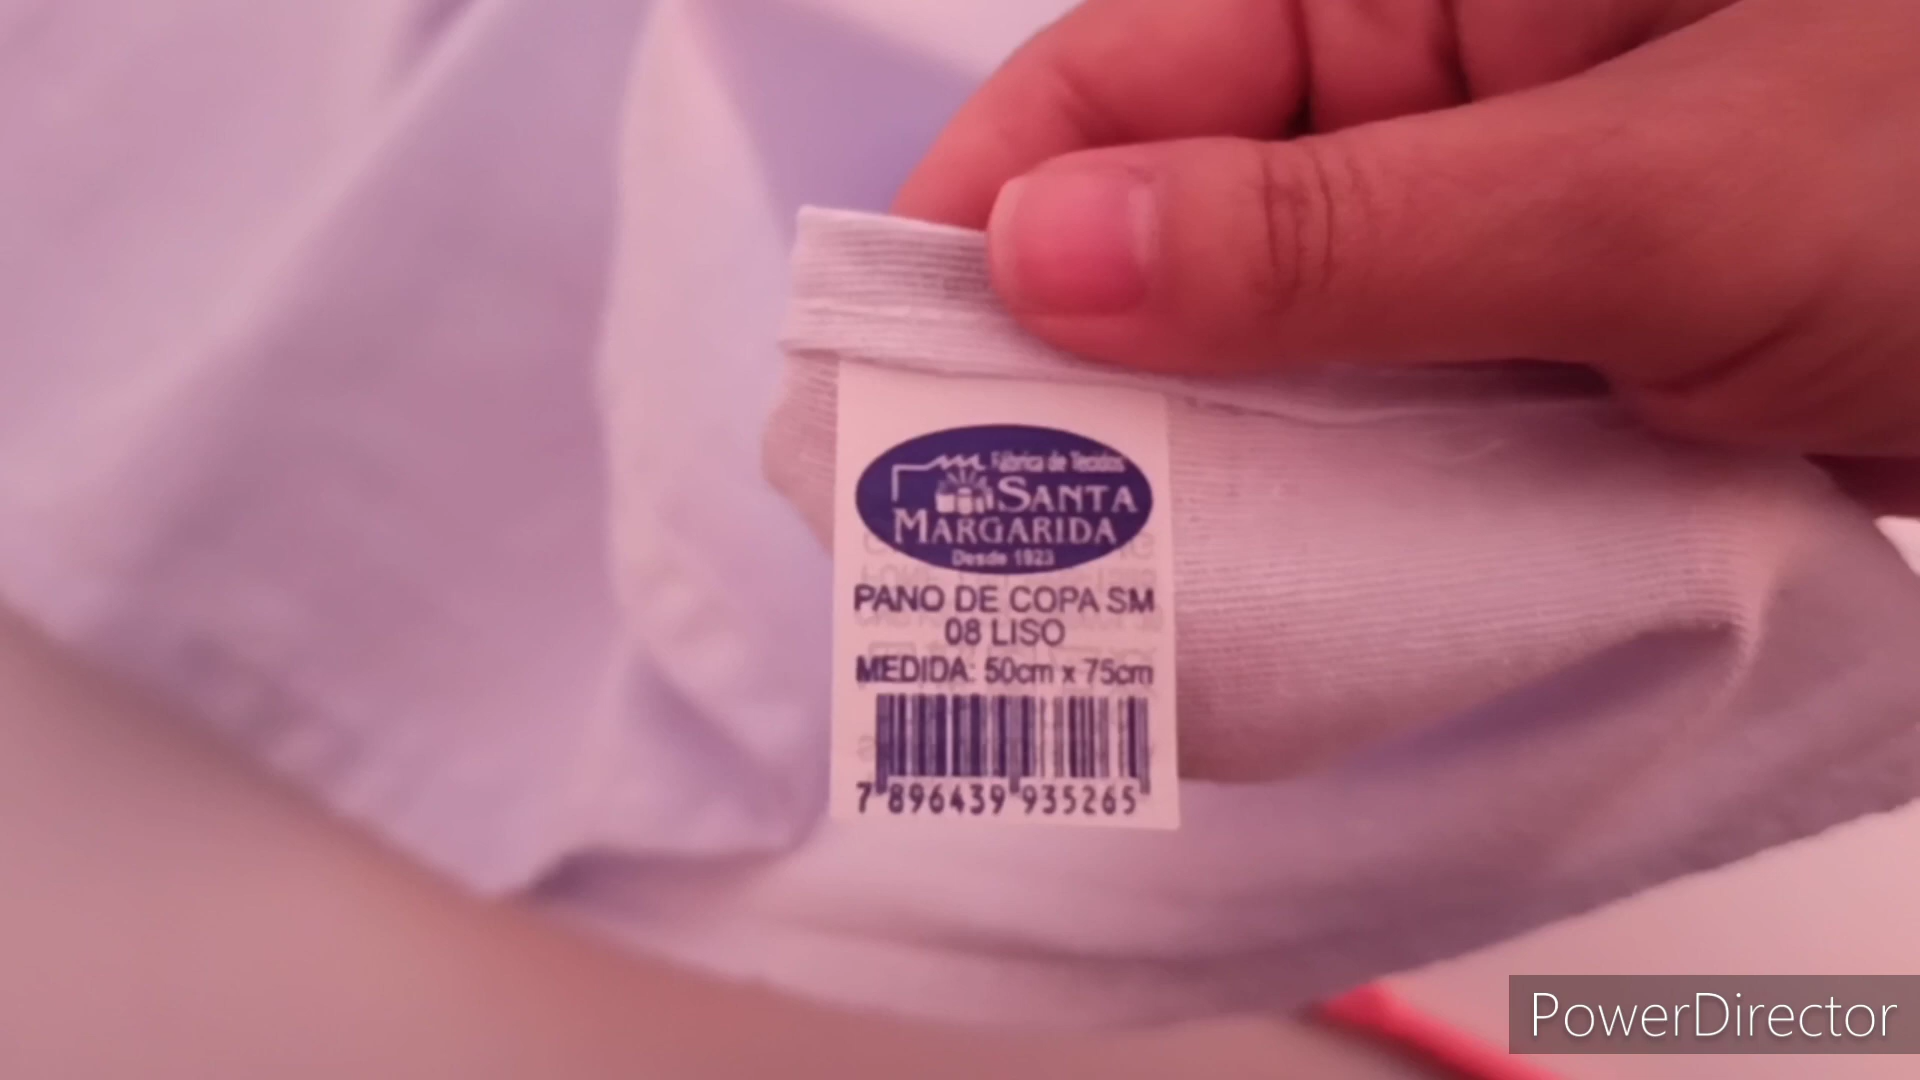 Fábrica de Tecidos
SANTA
MARGARIDA
Desde 1923
PANO DE COPA SM
08 LISO
MEDIDA: 50cm x 75cm
7 896439 935265
PowerDirector